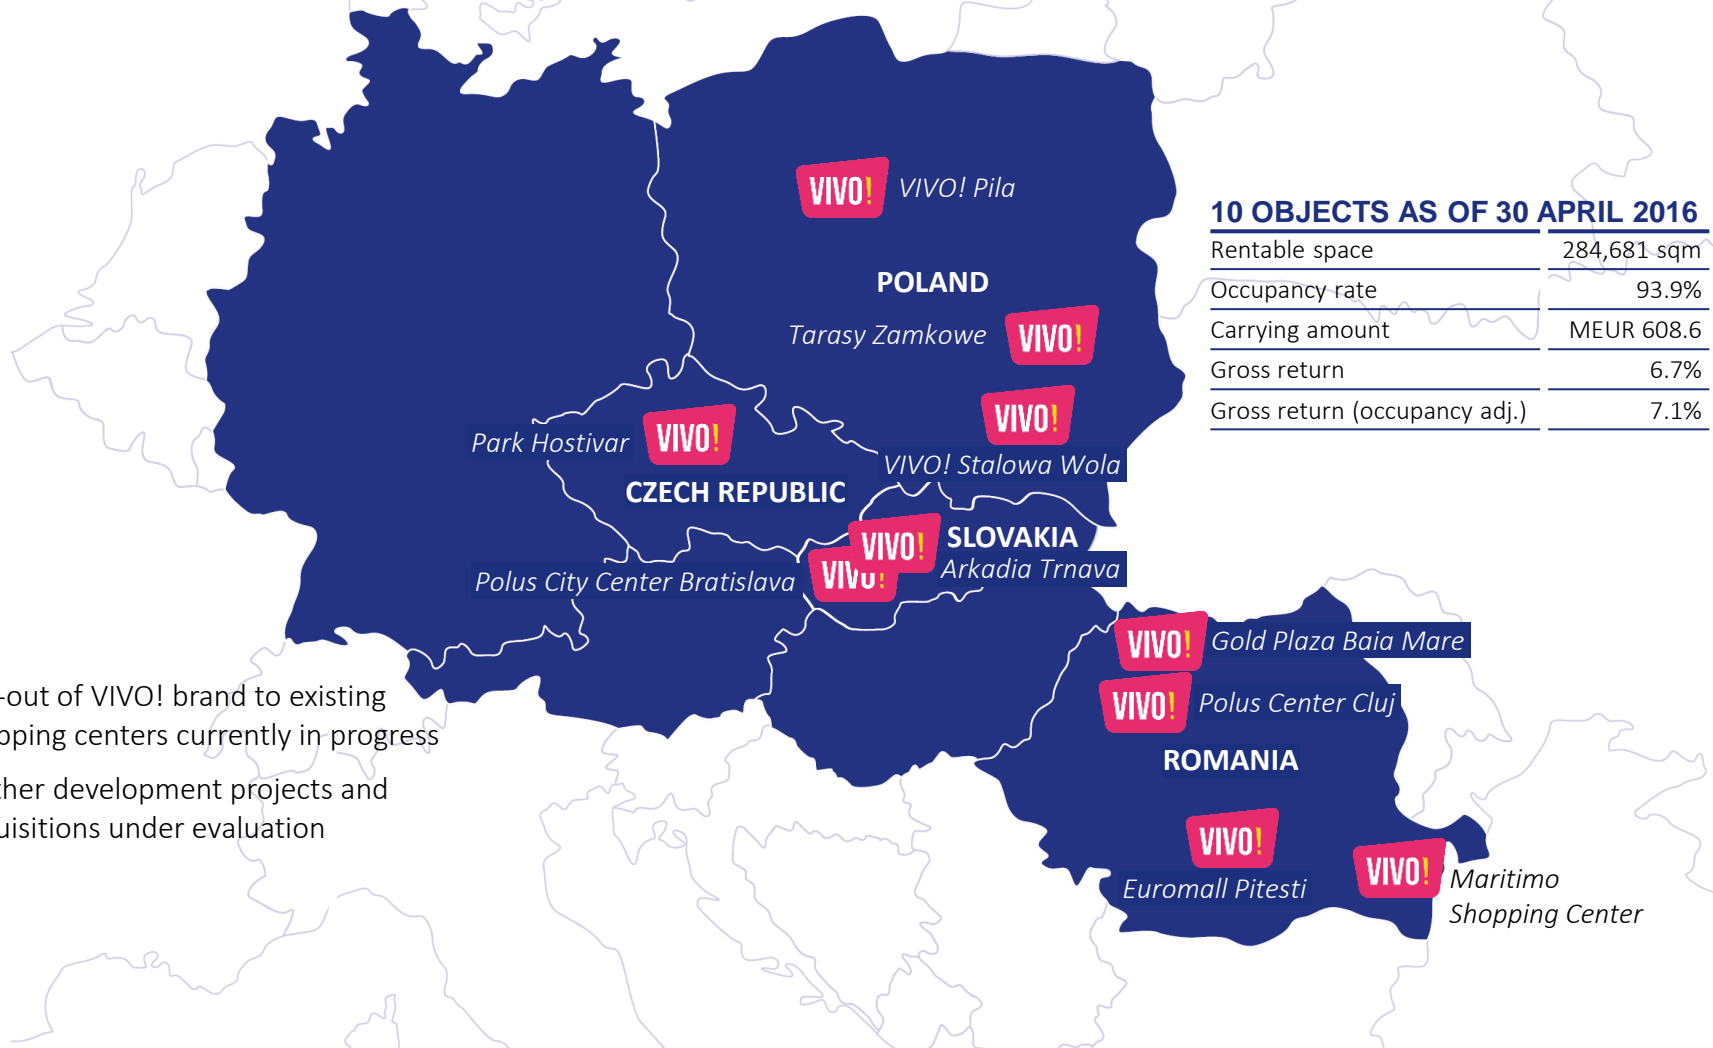 VIVO! VIVO! Pila
POLAND
Tarasy Zamkowe VIVO!
VIVO!
VIVO! Stalowa Wola
Park Hostivar VIVO!
CZECH REPUBLIC
VIVO! SLOVAKIA
Arkadia Trnava
Polus City Center Bratislava VIVO!
VIVO! Gold Plaza Baia Mare
VIVO! Polus Center Cluj
ROMANIA
VIVO!
Euromall Pitesti
VIVO! Maritimo
Shopping Center
10 OBJECTS AS OF 30 APRIL 2016
Rentable space 284,681 sqm
Occupancy rate 93.9%
Carrying amount MEUR 608.6
Gross return 6.7%
Gross return (occupancy adj.) 7.1%
-out of VIVO! brand to existing
pping centers currently in progress
ther development projects and
uisitions under evaluation